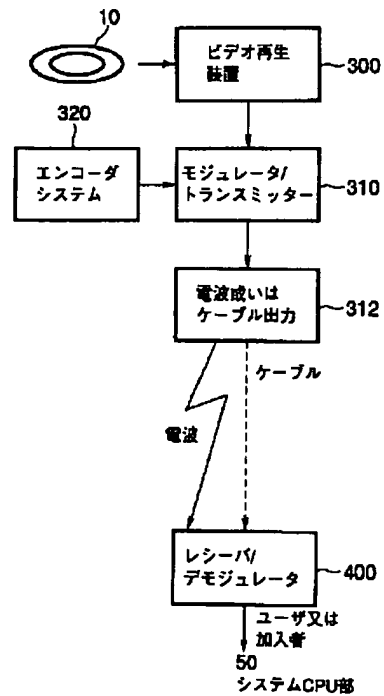 10
ビデオ再生
装置
300
320
エンコーダ
システム
モジュレータ/
トランスミッター
310
電波或いは
ケーブル出力
312
ケーブル
電波
レシーバ/
デモジュレータ
400
ユーザ又は
加入者
50
システムCPU部